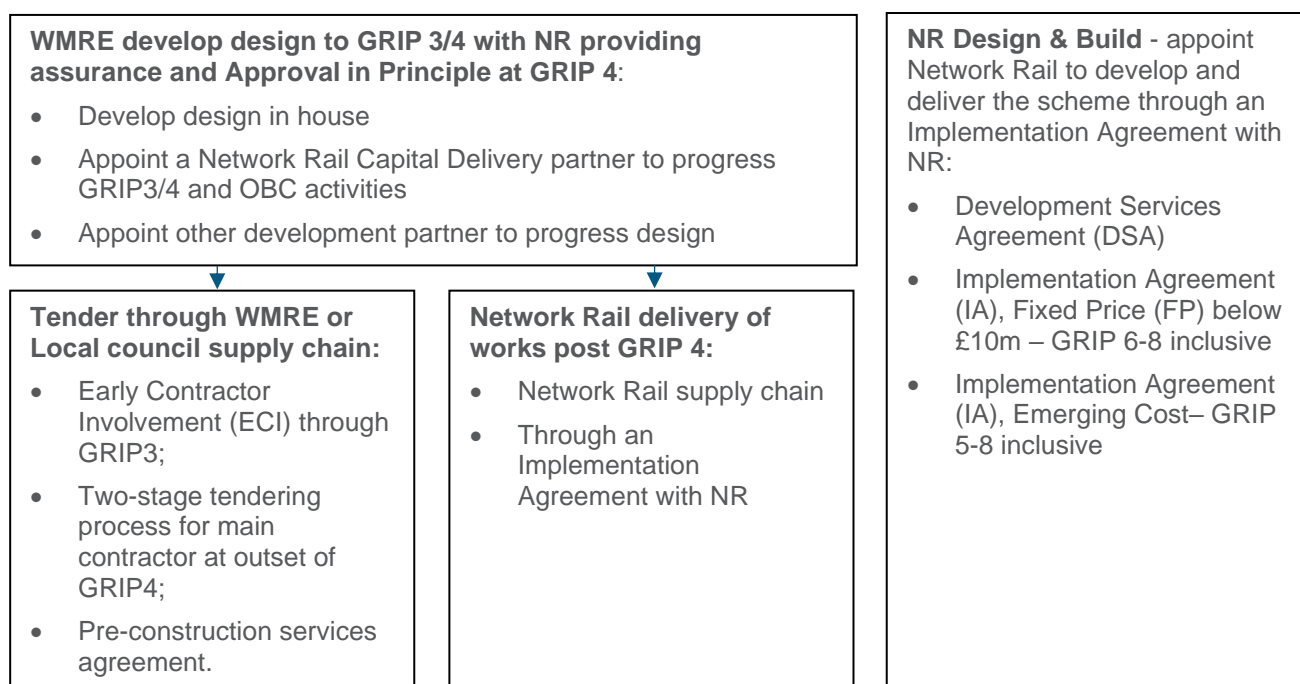 WMRE develop design to GRIP 3/4 with NR providing
assurance and Approval in Principle at GRIP 4:
• Develop design in house
• Appoint a Network Rail Capital Delivery partner to progress
GRIP3/4 and OBC activities
• Appoint other development partner to progress design
Tender through WMRE or
Local council supply chain:
• Early Contractor
Involvement (ECI) through
GRIP3;
• Two-stage tendering
process for main
contractor at outset of
GRIP4;
• Pre-construction services
agreement.
Network Rail delivery of
works post GRIP 4:
• Network Rail supply chain
• Through an
Implementation
Agreement with NR
NR Design & Build - appoint
Network Rail to develop and
deliver the scheme through an
Implementation Agreement with
NR:
• Development Services
Agreement (DSA)
• Implementation Agreement
(IA), Fixed Price (FP) below
£10m – GRIP 6-8 inclusive
• Implementation Agreement
(IA), Emerging Cost– GRIP
5-8 inclusive